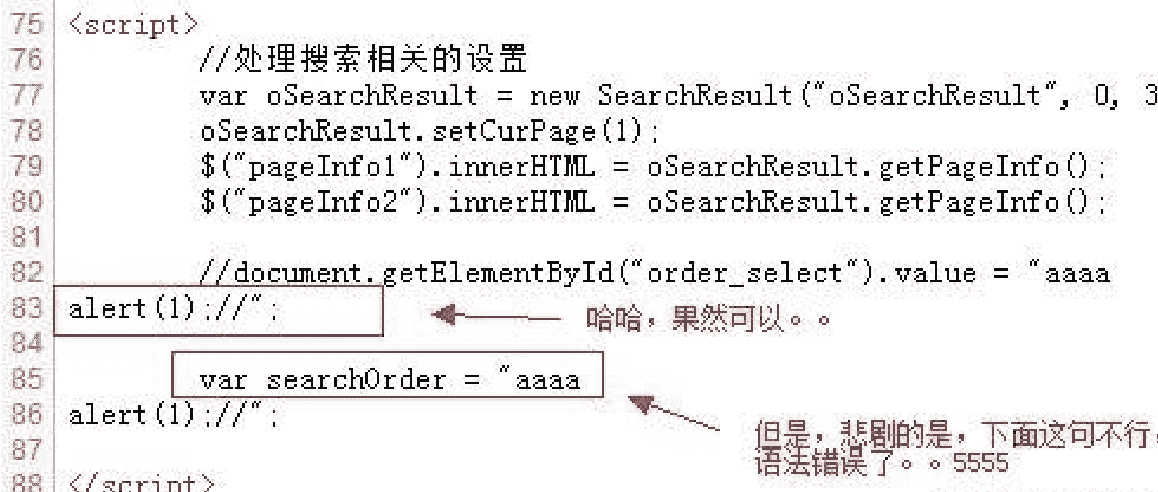 75 <script>
76 //处理搜索相关的设置
77 var oSearchResult = new SearchResult("oSearchResult", 0, 3
78 oSearchResult.setCurPage(1);
79 $("pageInfo1").innerHTML = oSearchResult.getPageInfo();
80 $("pageInfo2").innerHTML = oSearchResult.getPageInfo();
81
82 //document.getElementById("order_select").value = "aaaa
83 alert(1);//";
哈哈，果然可以。。
84
85 var searchOrder = "aaaa
86 alert(1);//";
但是，悲剧的是，下面这句不行，
语法错误了。。5555
87
88 </script>